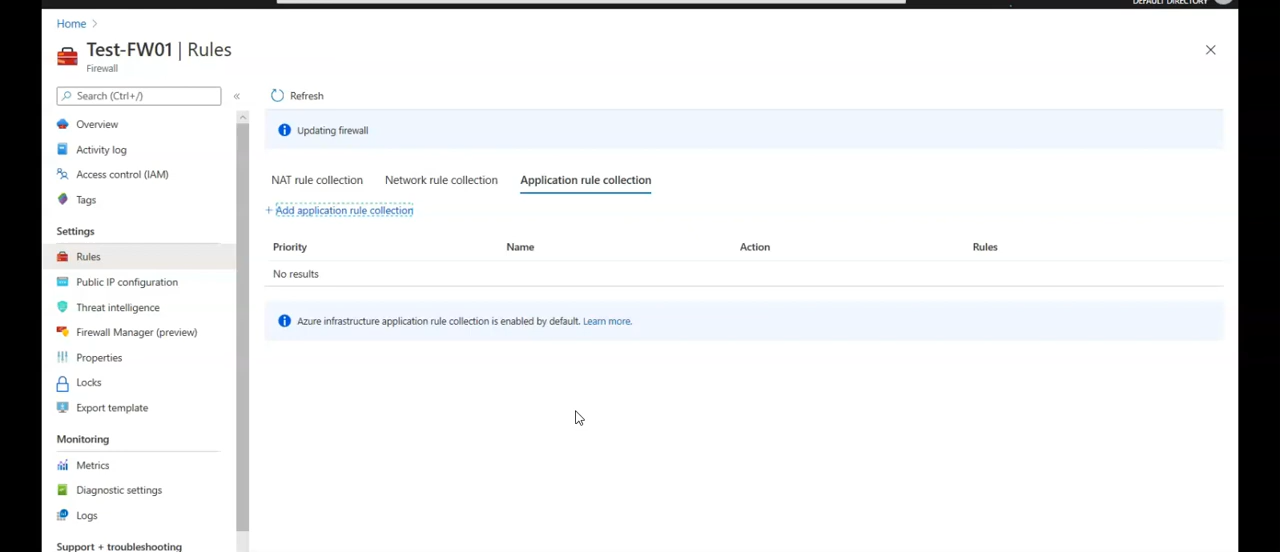 DEFAULT DIRECTORY
Home >
Test-FW01 | Rules
Firewall
Search (Ctrl+/)
«
Overview
Activity log
Access control (IAM)
Tags
Settings
Rules
Public IP configuration
Threat intelligence
Firewall Manager (preview)
Properties
Locks
Export template
Monitoring
Metrics
Diagnostic settings
Logs
Support + troubleshooting
Refresh
Updating firewall
NAT rule collection Network rule collection Application rule collection
+ Add application rule collection
Priority Name Action Rules
No results
Azure infrastructure application rule collection is enabled by default. Learn more.